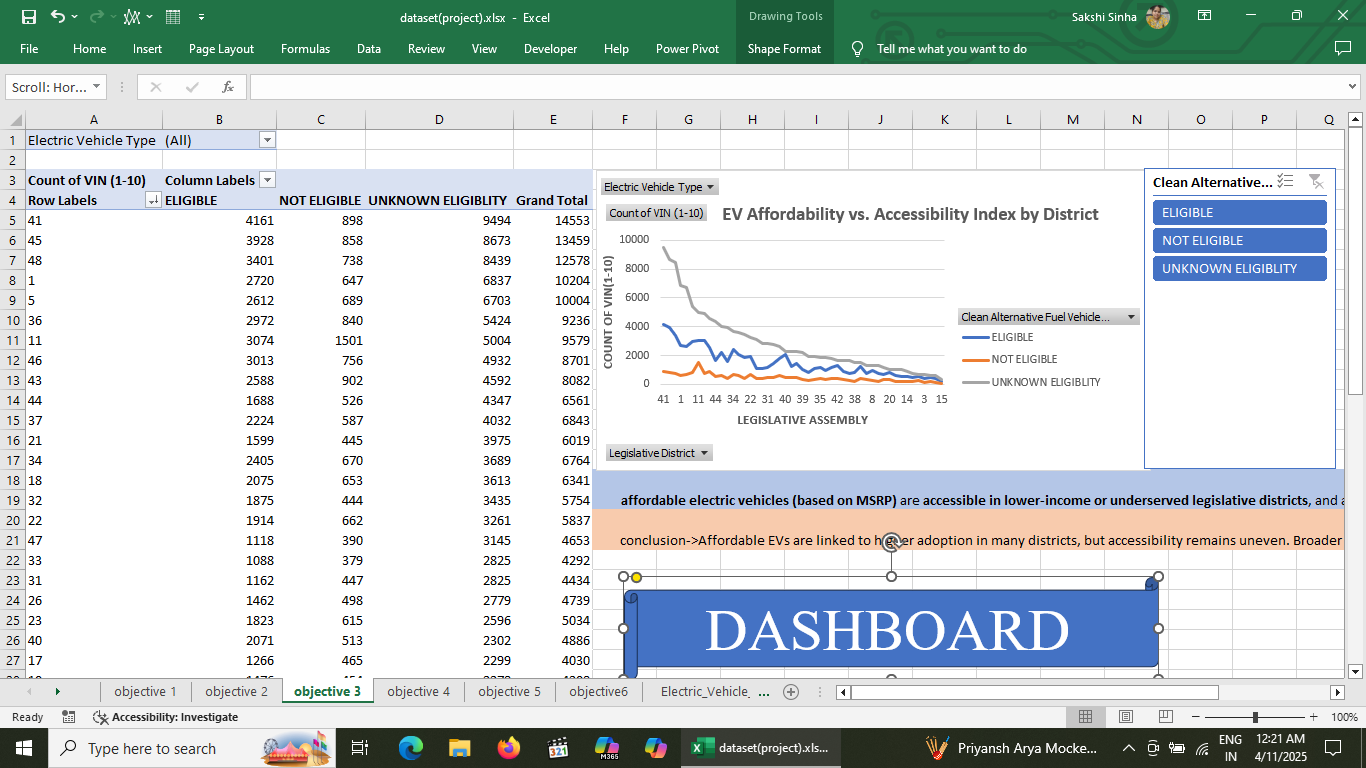 dataset(project).xlsx - Excel
Drawing Tools
Sakshi Sinha
File Home Insert Page Layout Formulas Data Review View Developer Help Power Pivot Shape Format Tell me what you want to do
Scroll: Hor...
fx
A B C D E F G H I J K L M N O P Q
1 Electric Vehicle Type (All)
2
3 Count of VIN (1-10) Column Labels
4 Row Labels ELIGIBLE NOT ELIGIBLE UNKNOWN ELIGIBLITY Grand Total
5 41 4161 898 9494 14553
6 45 3928 858 8673 13459
7 48 3401 738 8439 12578
8 1 2720 647 6837 10204
9 5 2612 689 6703 10004
10 36 2972 840 5424 9236
11 11 3074 1501 5004 9579
12 46 3013 756 4932 8701
13 43 2588 902 4592 8082
14 44 1688 526 4347 6561
15 37 2224 587 4032 6843
16 21 1599 445 3975 6019
17 34 2405 670 3689 6764
18 18 2075 653 3613 6341
19 32 1875 444 3435 5754
20 22 1914 662 3261 5837
21 47 1118 390 3145 4653
22 33 1088 379 2825 4292
23 31 1162 447 2825 4434
24 26 1462 498 2779 4739
25 23 1823 615 2596 5034
26 40 2071 513 2302 4886
27 17 1266 465 2299 4030
Electric Vehicle Type
Count of VIN (1-10)
EV Affordability vs. Accessibility Index by District
COUNT OF VIN(1-10)
10000
8000
6000
4000
2000
0
41 1 11 44 34 22 31 40 39 35 42 38 8 20 14 3 15
LEGISLATIVE ASSEMBLY
Clean Alternative Fuel Vehicle...
ELIGIBLE
NOT ELIGIBLE
UNKNOWN ELIGIBLITY
Legislative District
Clean Alternative...
ELIGIBLE
NOT ELIGIBLE
UNKNOWN ELIGIBLITY
affordable electric vehicles (based on MSRP) are accessible in lower-income or underserved legislative districts, and
conclusion->Affordable EVs are linked to higher adoption in many districts, but accessibility remains uneven. Broader
DASHBOARD
objective 1 objective 2 objective 3 objective 4 objective 5 objective6 Electric_Vehicle_ ...
Ready Accessibility: Investigate 100%
Type here to search
M365
dataset(project).xls...
Priyansh Arya Mocke...
ENG
IN
12:21 AM
4/11/2025